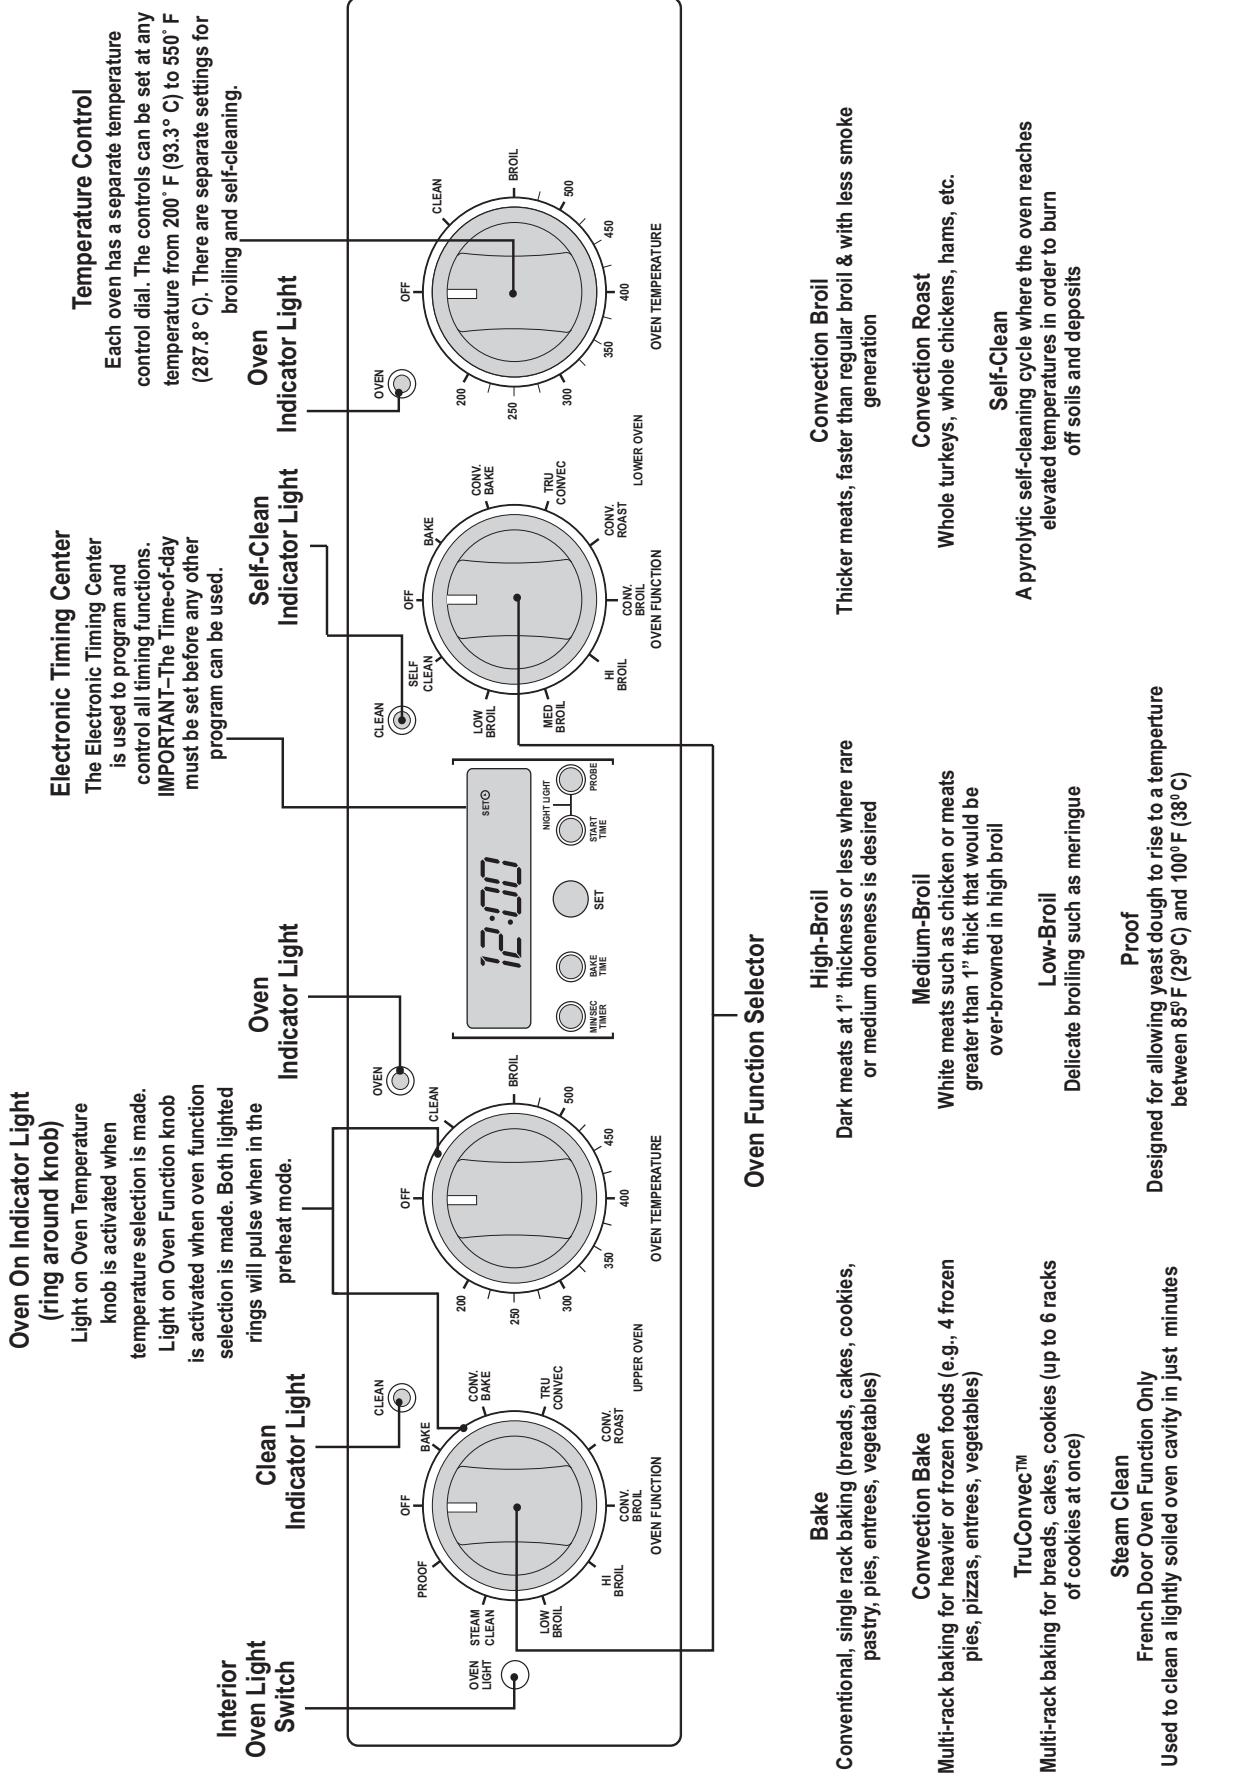 Oven On Indicator Light
(ring around knob)
Light on Oven Temperature
knob is activated when
temperature selection is made.
Light on Oven Function knob
is activated when oven function
selection is made. Both lighted
rings will pulse when in the
preheat mode.
Electronic Timing Center
The Electronic Timing Center
is used to program and
control all timing functions.
IMPORTANT–The Time-of-day
must be set before any other
program can be used.
Temperature Control
Each oven has a separate temperature
control dial. The controls can be set at any
temperature from 200˚ F (93.3° C) to 550˚ F
(287.8° C). There are separate settings for
broiling and self-cleaning.
Interior
Oven Light
Switch
Clean
Indicator Light
Oven
Indicator Light
Self-Clean
Indicator Light
Oven
Indicator Light
OVEN
LIGHT
CLEAN
OFF
BAKE
CONV.
BAKE
TRU
CONVEC
CONV.
ROAST
CONV.
BROIL
HI
BROIL
LOW
BROIL
STEAM
CLEAN
PROOF
OVEN FUNCTION
UPPER OVEN
OVEN
OFF
CLEAN
BROIL
500
450
400
350
300
250
200
OVEN TEMPERATURE
12:00
SET
MIN/SEC
TIMER
BAKE
TIME
SET
NIGHT LIGHT
START
TIME
PROBE
CLEAN
OFF
BAKE
CONV.
BAKE
TRU
CONVEC
CONV.
ROAST
CONV.
BROIL
HI
BROIL
MED
BROIL
LOW
BROIL
SELF
CLEAN
OVEN FUNCTION
LOWER OVEN
OVEN
OFF
CLEAN
BROIL
500
450
400
350
300
250
200
OVEN TEMPERATURE
Oven Function Selector
Bake
Conventional, single rack baking (breads, cakes, cookies,
pastry, pies, entrees, vegetables)
Convection Bake
Multi-rack baking for heavier or frozen foods (e.g., 4 frozen
pies, pizzas, entrees, vegetables)
TruConvec™
Multi-rack baking for breads, cakes, cookies (up to 6 racks
of cookies at once)
Steam Clean
French Door Oven Function Only
Used to clean a lightly soiled oven cavity in just minutes
High-Broil
Dark meats at 1” thickness or less where rare
or medium doneness is desired
Medium-Broil
White meats such as chicken or meats
greater than 1” thick that would be
over-browned in high broil
Low-Broil
Delicate broiling such as meringue
Proof
Designed for allowing yeast dough to rise to a temperture
between 85⁰ F (29⁰ C) and 100⁰ F (38⁰ C)
Convection Broil
Thicker meats, faster than regular broil & with less smoke
generation
Convection Roast
Whole turkeys, whole chickens, hams, etc.
Self-Clean
A pyrolytic self-cleaning cycle where the oven reaches
elevated temperatures in order to burn
off soils and deposits